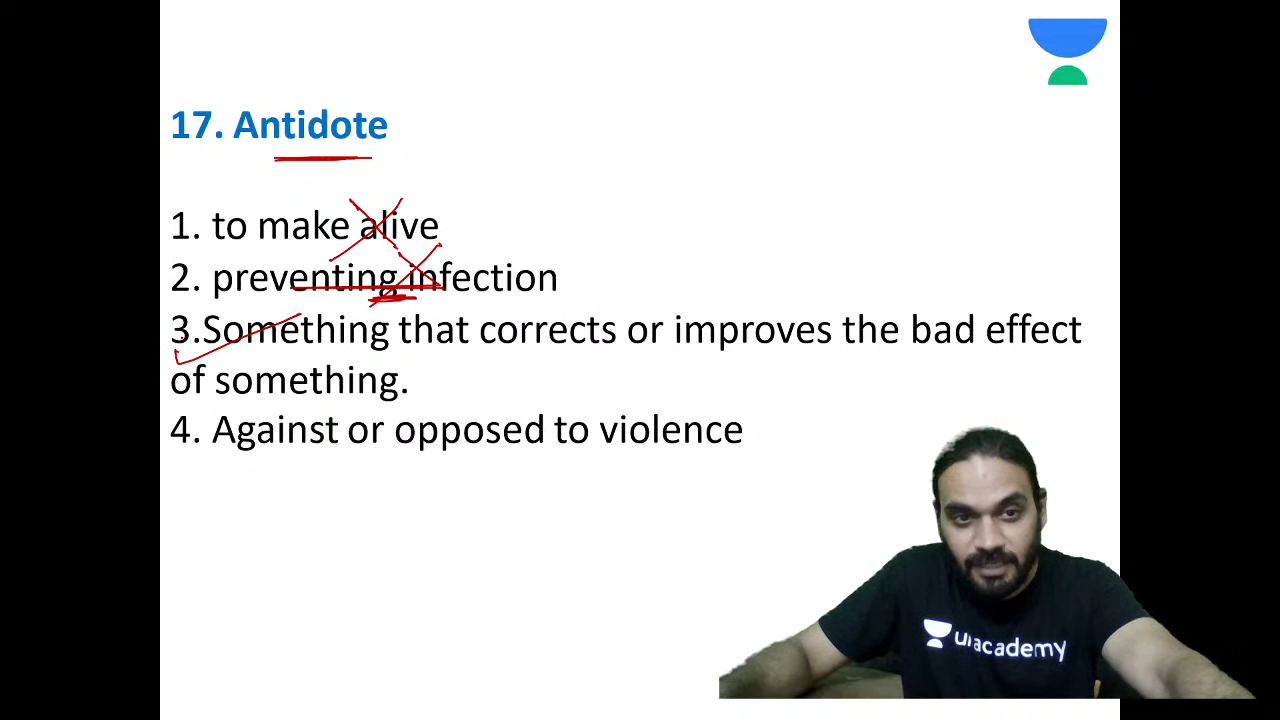 17. Antidote
1. to make alive
2. preventing infection
3.Something that corrects or improves the bad effect
of something.
4. Against or opposed to violence
unacademy